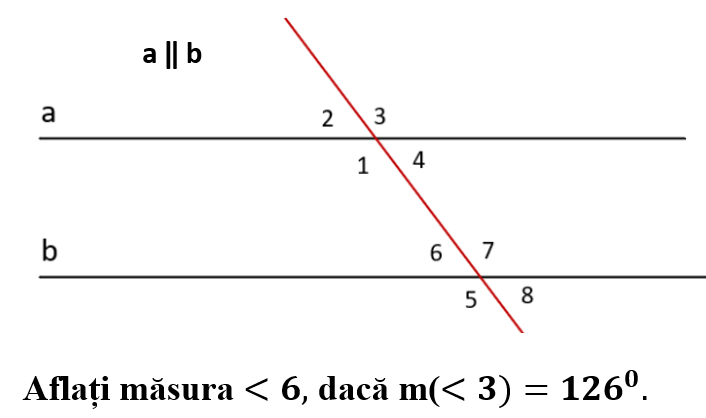 a ǁ b
a
2 3
1 4
b
6 7
5 8
Aflați măsura < 6, dacă m(< 3) = 126⁰.